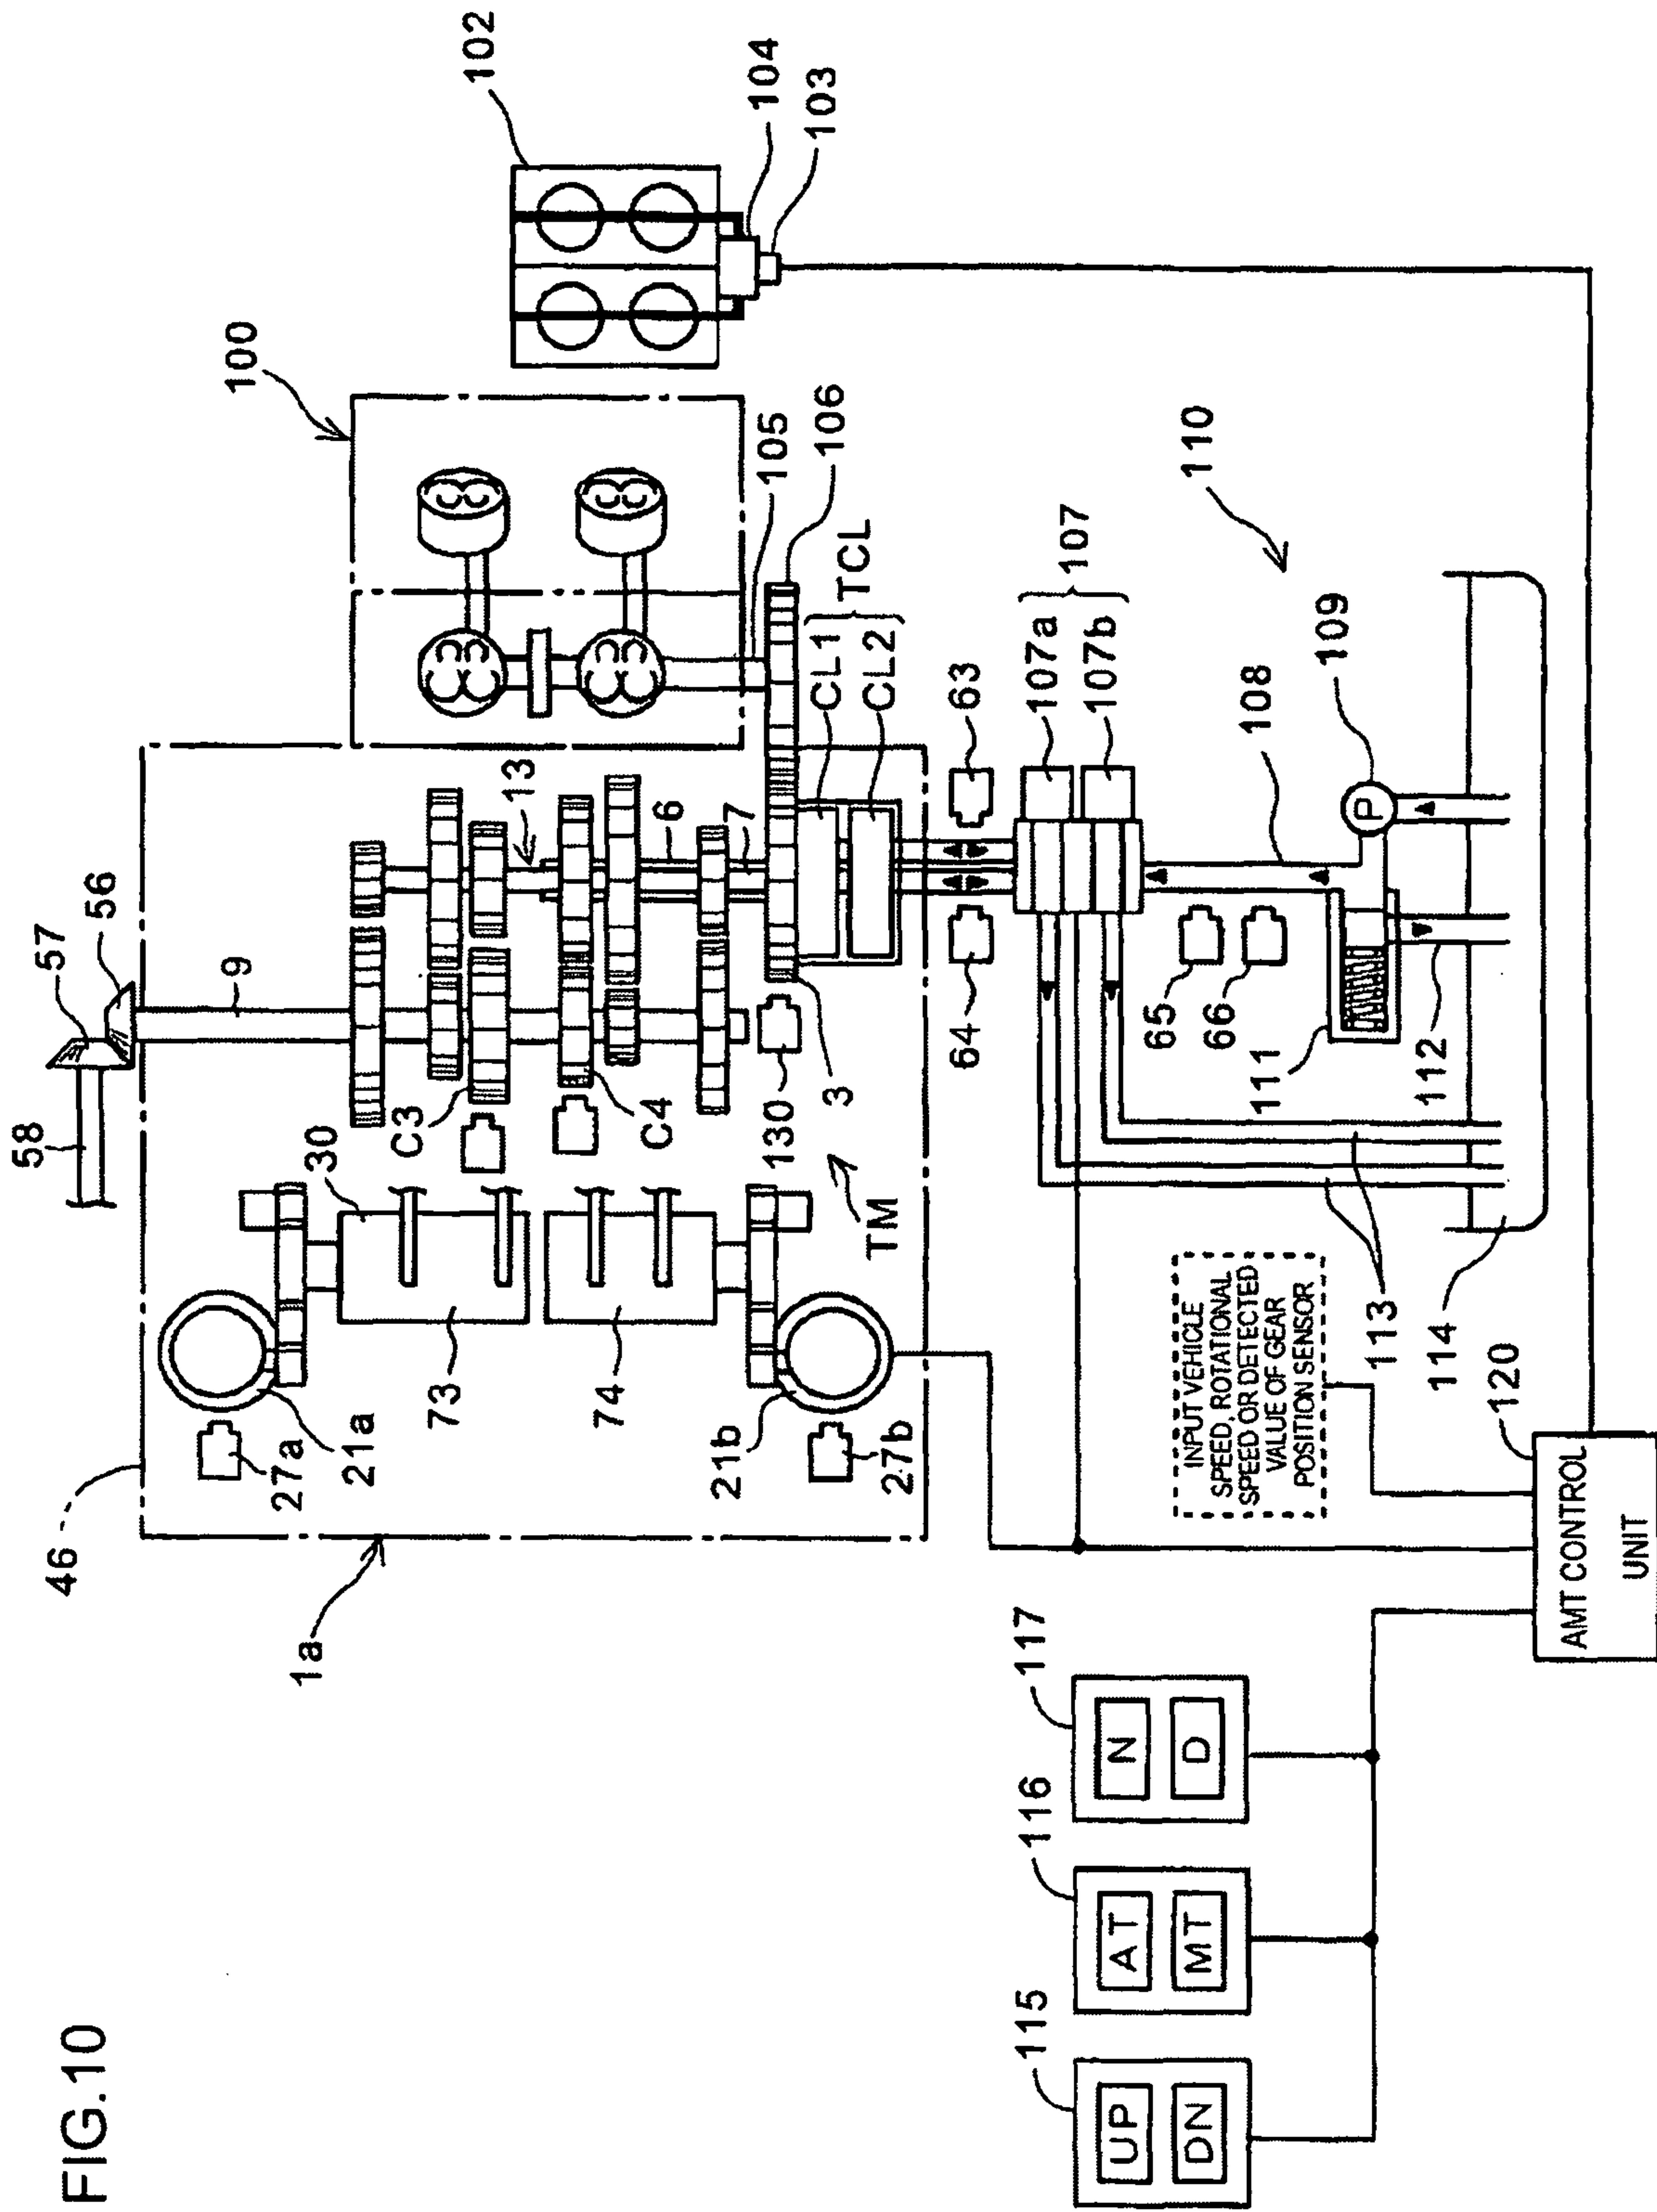 FIG.10
58
57
56
9
46
1a
27a
21a
73
30
C3
C4
74
21b
27b
TM
130
3
13
6
7
100
102
104
103
105
106
CL1
CL2
TCL
63
64
107a
107b
107
110
65
66
108
109
P
111
112
113
114
INPUT VEHICLE
SPEED, ROTATIONAL
SPEED OR DETECTED
VALUE OF GEAR
POSITION SENSOR
120
AMT CONTROL
UNIT
115
UP
DN
116
AT
MT
117
N
D